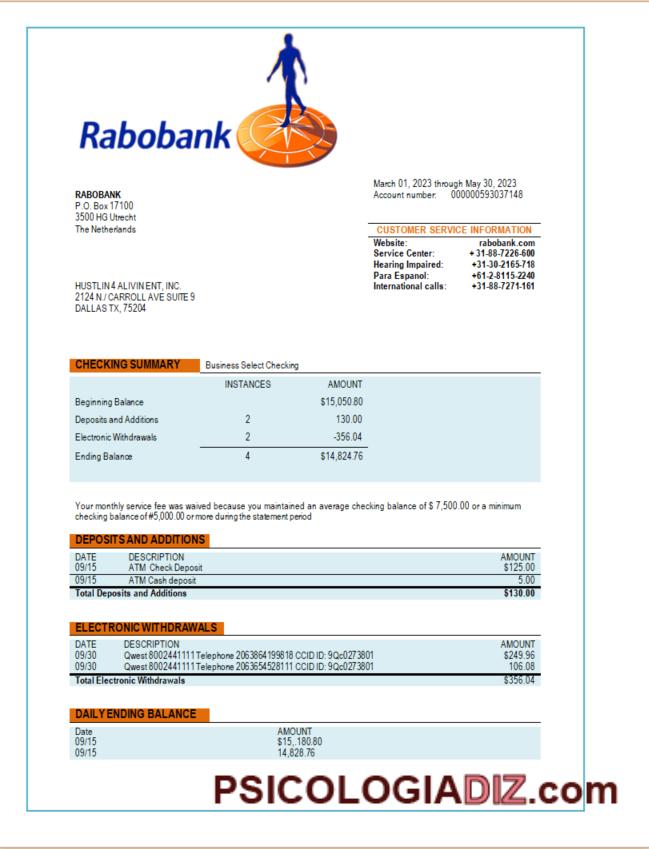 Rabobank
March 01, 2023 through May 30, 2023
Account number: 000000593037148
RABOBANK
P.O. Box 17100
3500 HG Utrecht
The Netherlands
CUSTOMER SERVICE INFORMATION
Website: rabobank.com
Service Center: +31-88-7226-600
Hearing Impaired: +31-30-2165-718
Para Espanol: +61-2-8115-2240
International calls: +31-88-7271-161
HUSTLIN 4 ALIVIN ENT, INC.
2124 N./ CARROLL AVE SUITE 9
DALLAS TX, 75204
CHECKING SUMMARY Business Select Checking
INSTANCES AMOUNT
Beginning Balance $15,050.80
Deposits and Additions 2 130.00
Electronic Withdrawals 2 -356.04
Ending Balance 4 $14,824.76
Your monthly service fee was waived because you maintained an average checking balance of $ 7,500.00 or a minimum
checking balance of #5,000.00 or more during the statement period
DEPOSITS AND ADDITIONS
DATE DESCRIPTION AMOUNT
09/15 ATM Check Deposit $125.00
09/15 ATM Cash deposit 5.00
Total Deposits and Additions $130.00
ELECTRONIC WITHDRAWALS
DATE DESCRIPTION AMOUNT
09/30 Qwest 8002441111 Telephone 2063864199818 CCID ID: 9Qc0273801 $249.96
09/30 Qwest 8002441111 Telephone 2063654528111 CCID ID: 9Qc0273801 106.08
Total Electronic Withdrawals $356.04
DAILY ENDING BALANCE
Date AMOUNT
09/15 $15,.180.80
09/15 14,828.76
PSICOLOGIADIZ.com